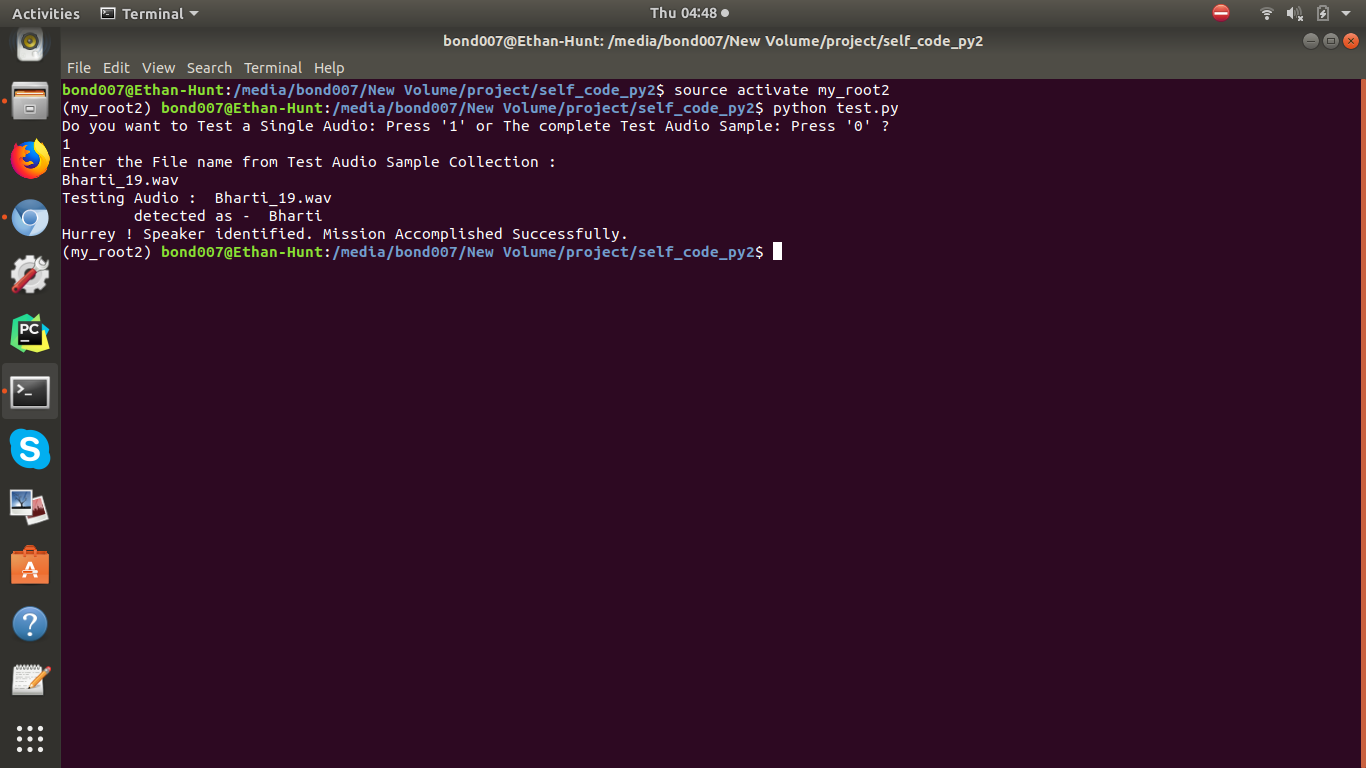 Activities Terminal Thu 04:48
bond007@Ethan-Hunt: /media/bond007/New Volume/project/self_code_py2
File Edit View Search Terminal Help
bond007@Ethan-Hunt:/media/bond007/New Volume/project/self_code_py2$ source activate my_root2
(my_root2) bond007@Ethan-Hunt:/media/bond007/New Volume/project/self_code_py2$ python test.py
Do you want to Test a Single Audio: Press '1' or The complete Test Audio Sample: Press '0' ?
1
Enter the File name from Test Audio Sample Collection :
Bharti_19.wav
Testing Audio :  Bharti_19.wav
        detected as -  Bharti
Hurrey ! Speaker identified. Mission Accomplished Successfully.
(my_root2) bond007@Ethan-Hunt:/media/bond007/New Volume/project/self_code_py2$
PC
>_
S
A
?